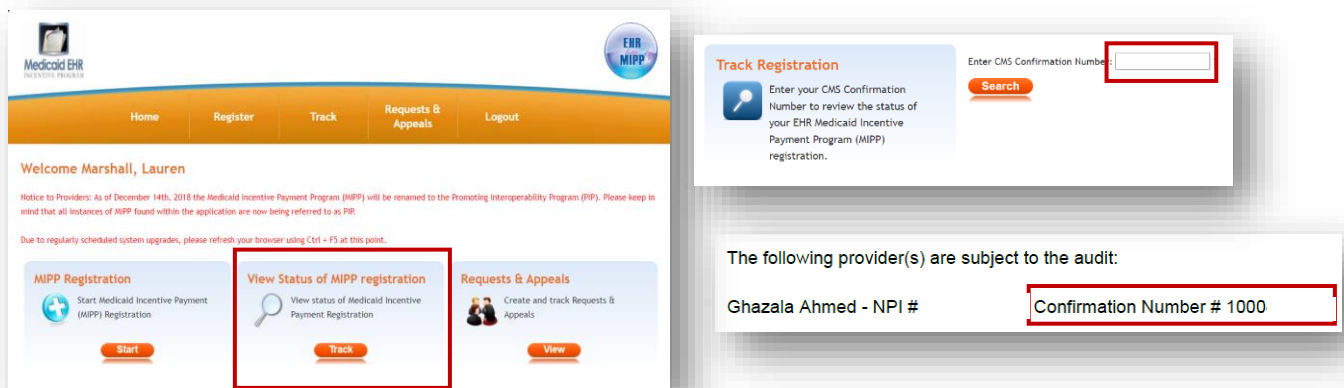 Medicaid EHR
INCENTIVE PROGRAM
EHR
MIPP
Home Register Track Requests & Appeals Logout
Welcome Marshall, Lauren
Notice to Providers: As of December 14th, 2018 the Medicaid Incentive Payment Program (MIPP) will be renamed to the Promoting Interoperability Program (PIP). Please keep in
mind that all instances of MIPP found within the application are now being referred to as PIP.
Due to regularly scheduled system upgrades, please refresh your browser using Ctrl + F5 at this point.
MIPP Registration
Start Medicaid Incentive Payment
(MIPP) Registration
Start
View Status of MIPP registration
View status of Medicaid Incentive
Payment Registration
Track
Requests & Appeals
Create and track Requests &
Appeals
View
Track Registration
Enter your CMS Confirmation
Number to review the status of
your EHR Medicaid Incentive
Payment Program (MIPP)
registration.
Enter CMS Confirmation Number:
Search
The following provider(s) are subject to the audit:
Ghazala Ahmed - NPI # Confirmation Number # 1000